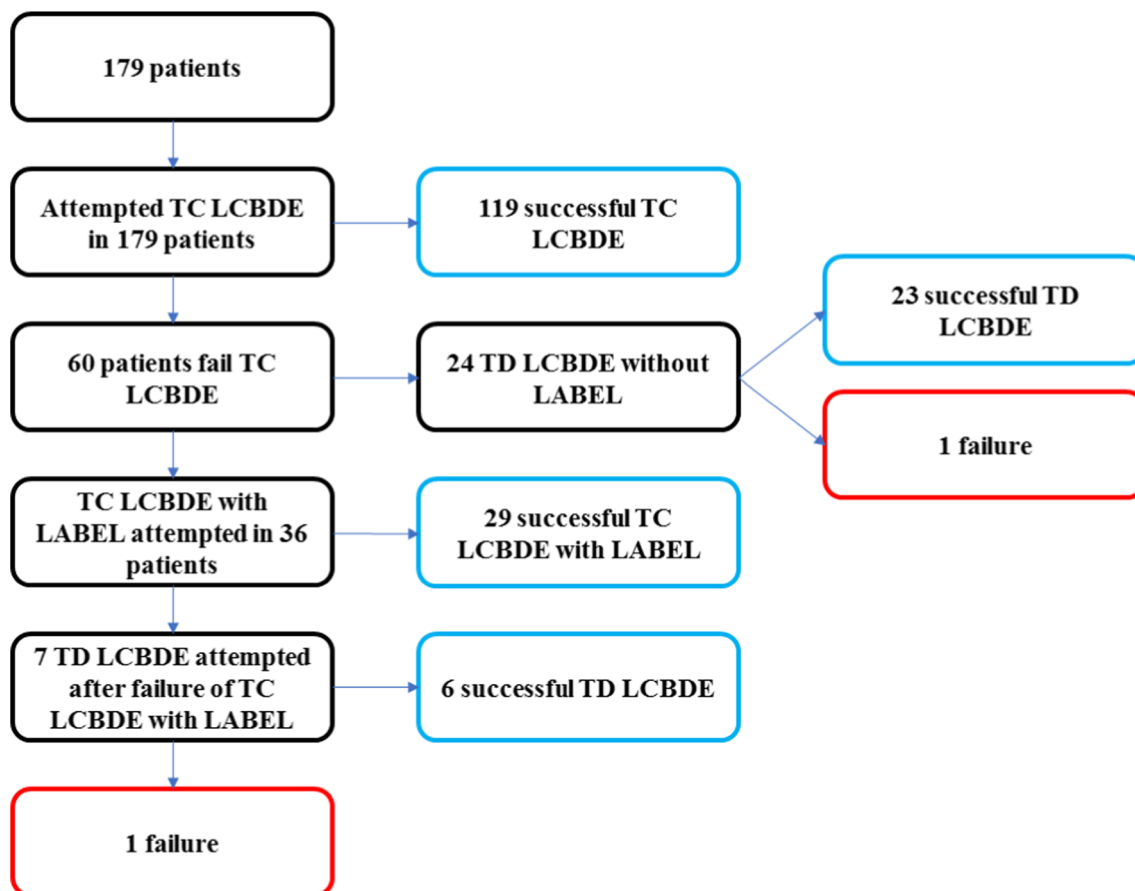 179 patients
Attempted TC LCBDE
in 179 patients
119 successful TC
LCBDE
60 patients fail TC
LCBDE
24 TD LCBDE without
LABEL
23 successful TD
LCBDE
1 failure
TC LCBDE with
LABEL attempted in 36
patients
29 successful TC
LCBDE with LABEL
7 TD LCBDE attempted
after failure of TC
LCBDE with LABEL
6 successful TD LCBDE
1 failure